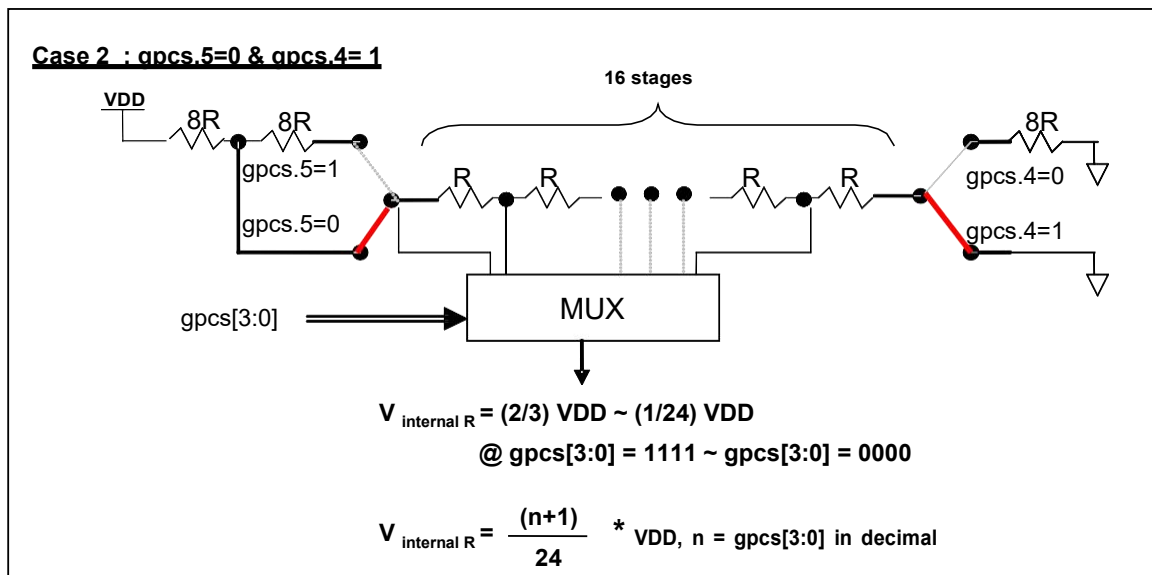 Case 2 : gpcs.5=0 & gpcs.4= 1
16 stages
VDD
8R 8R 8R
gpcs.5=1 R R R R gpcs.4=0
gpcs.5=0 gpcs.4=1
MUX
gpcs[3:0]
V internal R = (2/3) VDD ~ (1/24) VDD
@ gpcs[3:0] = 1111 ~ gpcs[3:0] = 0000
V internal R = (n+1) / 24 * VDD, n = gpcs[3:0] in decimal